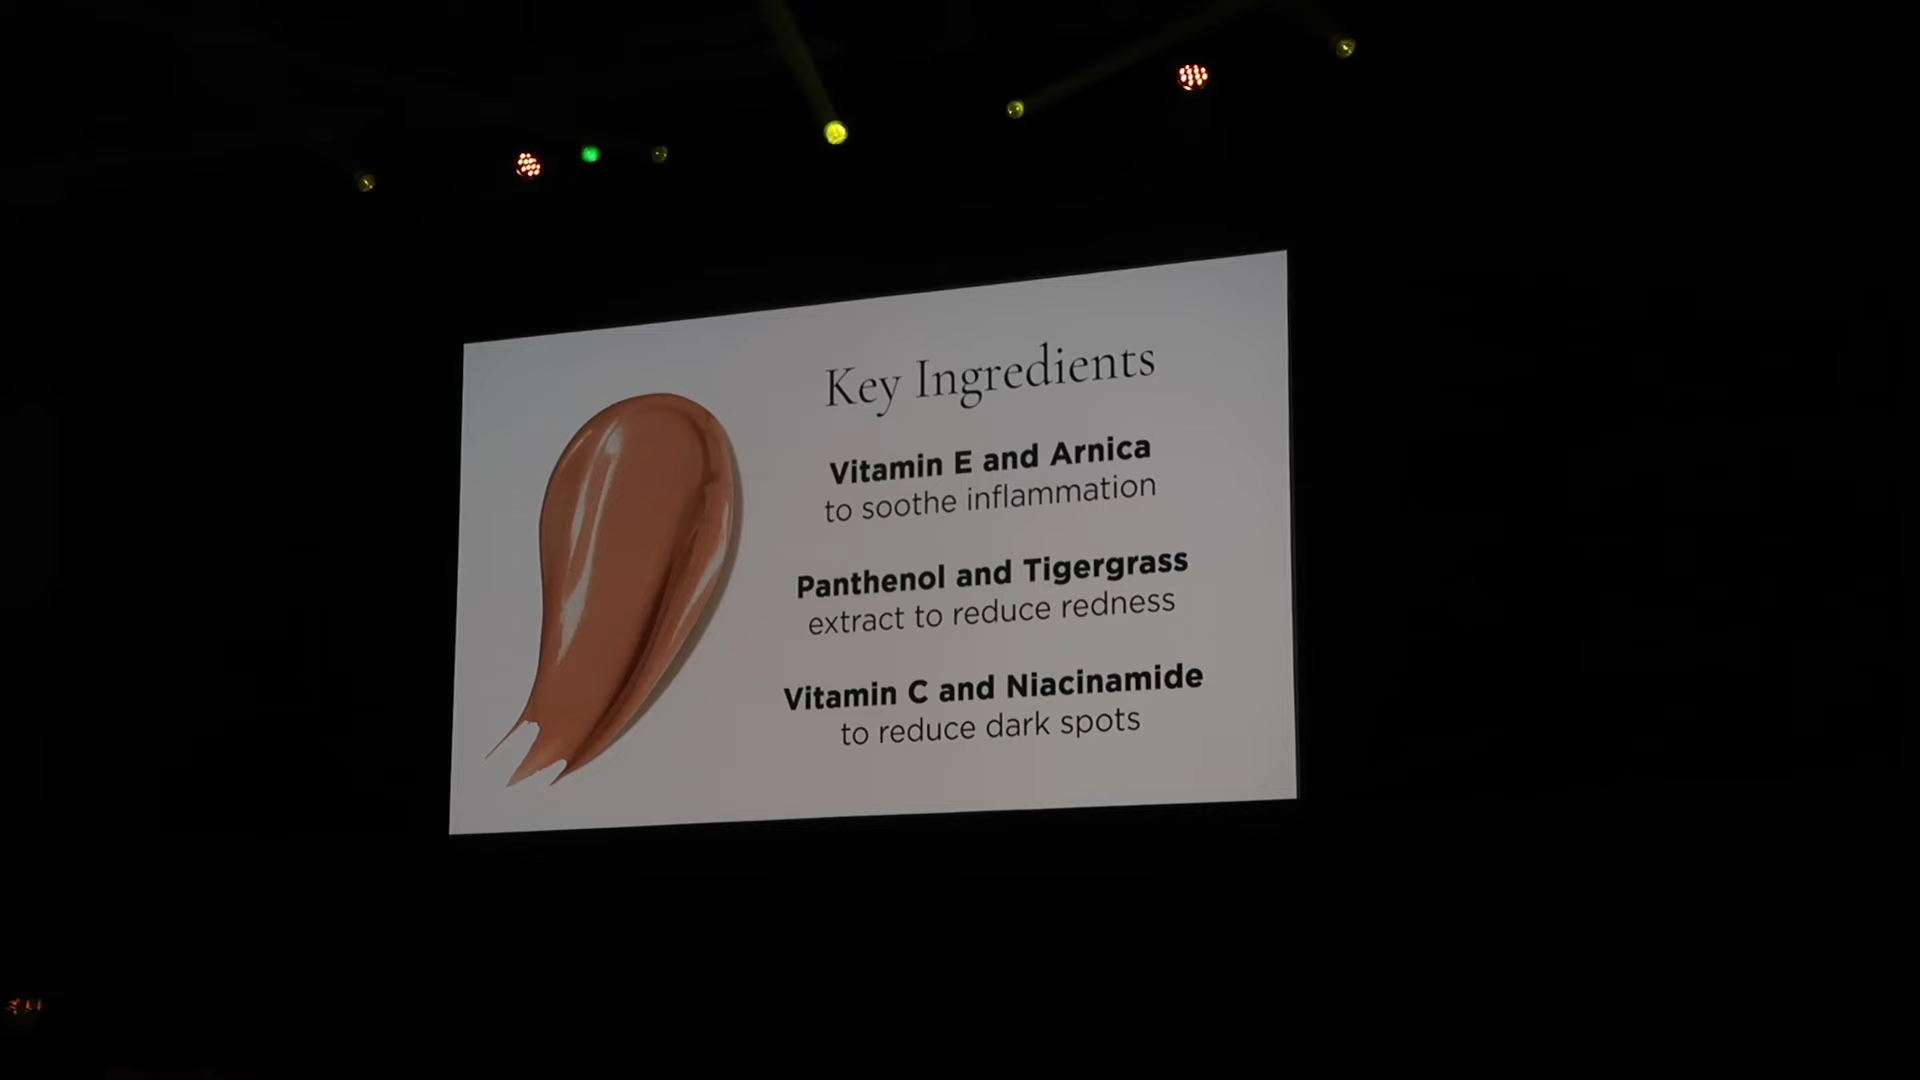 Key Ingredients
Vitamin E and Arnica
to soothe inflammation
Panthenol and Tigergrass
extract to reduce redness
Vitamin C and Niacinamide
to reduce dark spots